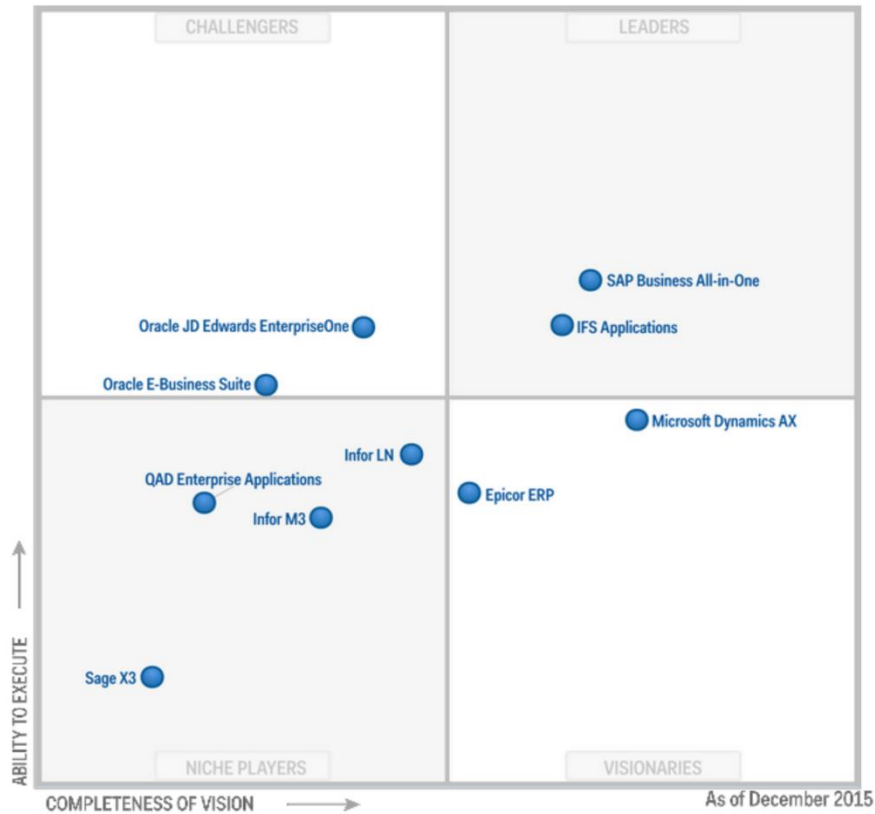 CHALLENGERS
LEADERS
SAP Business All-in-One
Oracle JD Edwards EnterpriseOne
IFS Applications
Oracle E-Business Suite
Microsoft Dynamics AX
Infor LN
QAD Enterprise Applications
Epicor ERP
Infor M3
Sage X3
ABILITY TO EXECUTE
NICHE PLAYERS
VISIONARIES
COMPLETENESS OF VISION
As of December 2015